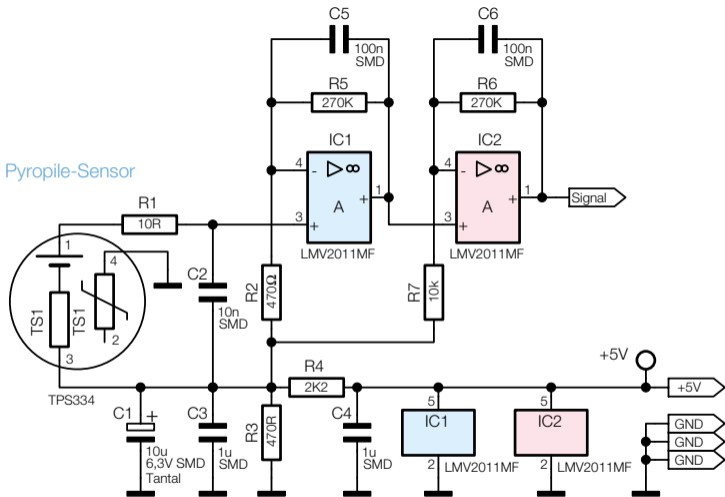 C5
100n
SMD
R5
270K
C6
100n
SMD
R6
270K
IC1
4
-
▷∞
A
+
1
3
+
LMV2011MF
IC2
4
-
▷∞
A
+
1
3
+
LMV2011MF
Signal
Pyropile-Sensor
R1
10R
1
4
TS1
TS1
2
3
TPS334
C2
10n
SMD
R2
470Ω
R7
10k
R4
2K2
+5V
+5V
C1
+
10u
6,3V SMD
Tantal
C3
1u
SMD
R3
470R
C4
1u
SMD
5
IC1
2
LMV2011MF
5
IC2
2
LMV2011MF
GND
GND
GND